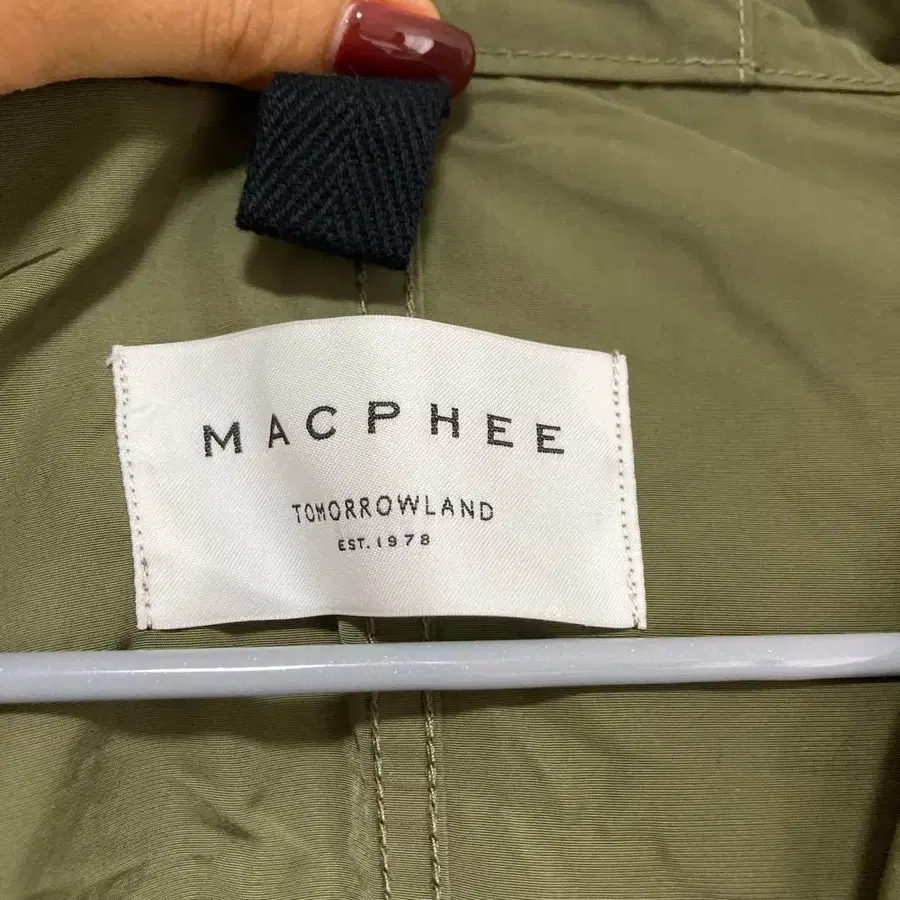 MACPHEE
TOMORROWLAND
EST. 1978